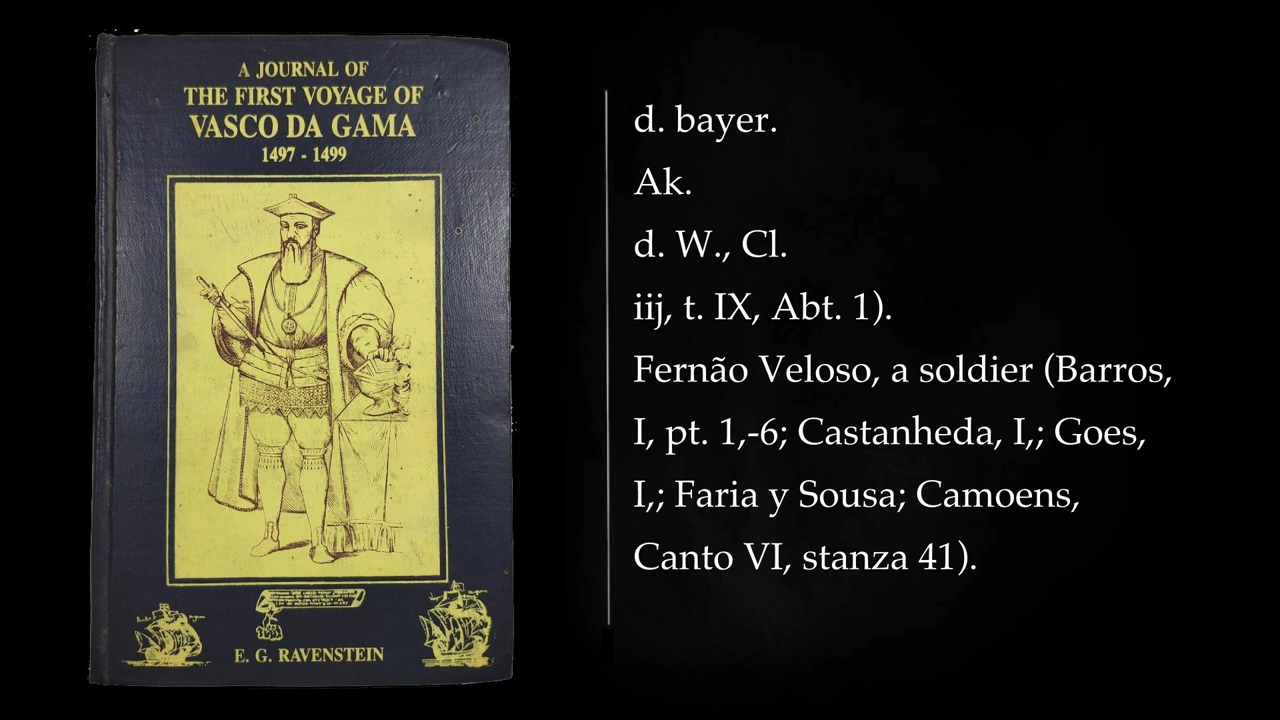 A JOURNAL OF
THE FIRST VOYAGE OF
VASCO DA GAMA
1497 - 1499
E. G. RAVENSTEIN
d. bayer.
Ak.
d. W., Cl.
iij, t. IX, Abt. 1).
Fernão Veloso, a soldier (Barros,
I, pt. 1,-6; Castanheda, I,; Goes,
I,; Faria y Sousa; Camoens,
Canto VI, stanza 41).